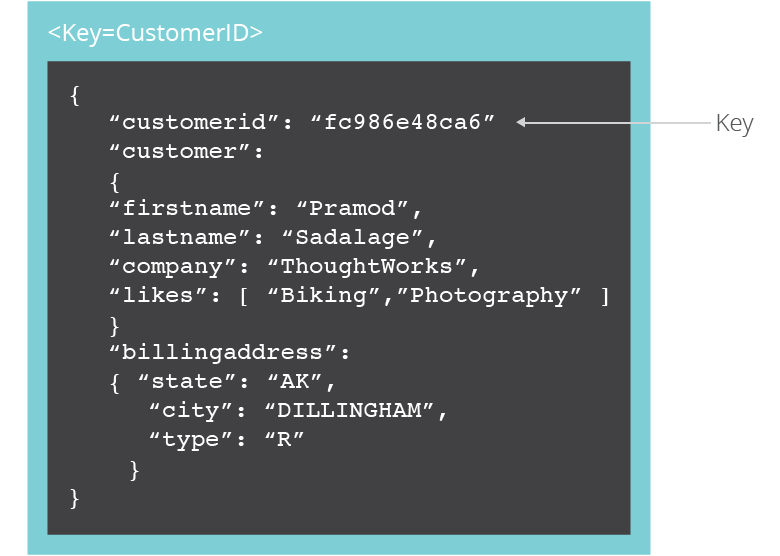 <Key=CustomerID>
{
“customerid”: “fc986e48ca6” Key
“customer”:
{
“firstname”: “Pramod”,
“lastname”: “Sadalage”,
“company”: “ThoughtWorks”,
“likes”: [ “Biking”,”Photography” ]
}
“billingaddress”:
{ “state”: “AK”,
“city”: “DILLINGHAM”,
“type”: “R”
}
}